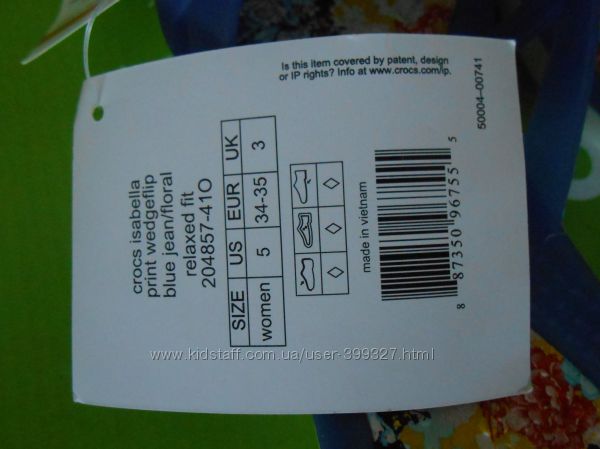 crocs isabella
print wedgeflip
blue jean/floral
relaxed fit
204857-41O
SIZE US EUR UK
women 5 34-35 3
made in vietnam
8 87350 96755 5
Is this item covered by patent, design
or IP rights? Info at www.crocs.com/ip.
50004-00741
www.kidstaff.com.ua/user-399327.html